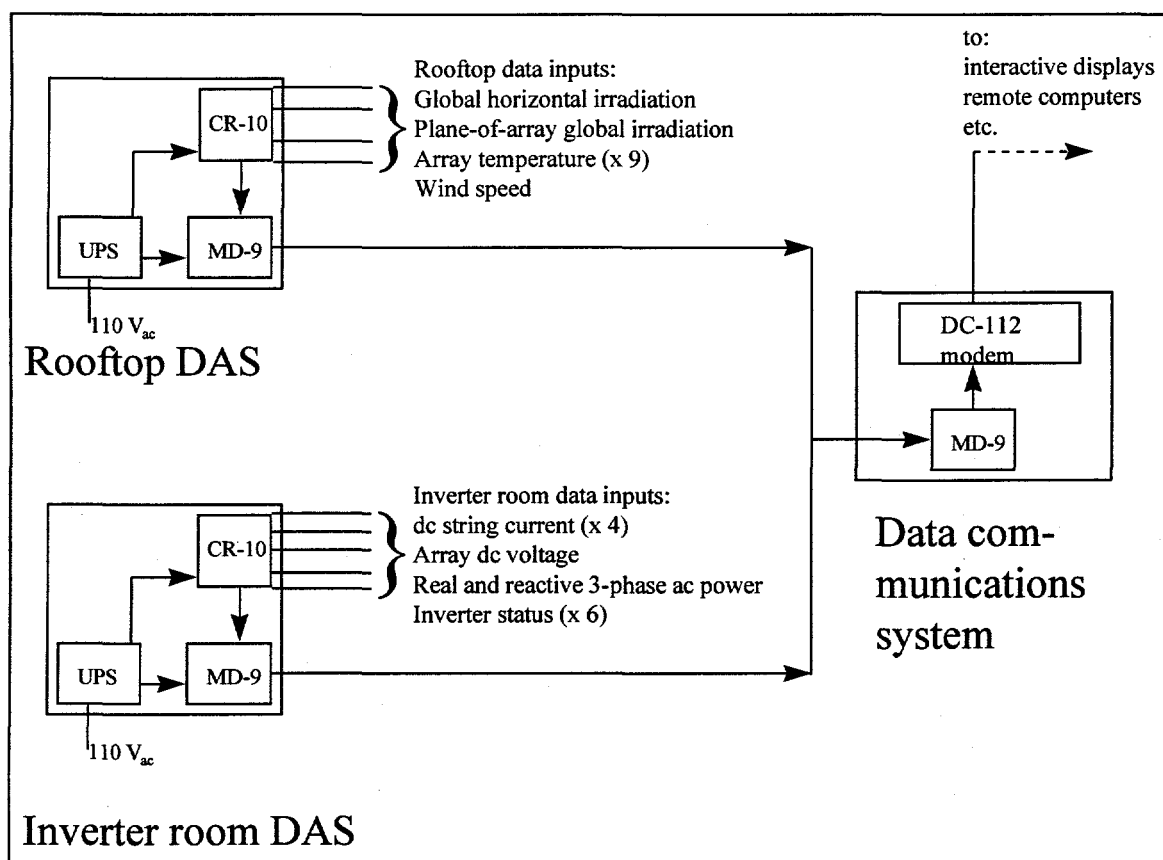 to:
interactive displays
remote computers
etc.
Rooftop data inputs:
Global horizontal irradiation
Plane-of-array global irradiation
Array temperature (x 9)
Wind speed
CR-10
UPS
MD-9
110 Vac
Rooftop DAS
DC-112
modem
MD-9
Data com-
munications
system
Inverter room data inputs:
dc string current (x 4)
Array dc voltage
Real and reactive 3-phase ac power
Inverter status (x 6)
CR-10
UPS
MD-9
110 Vac
Inverter room DAS